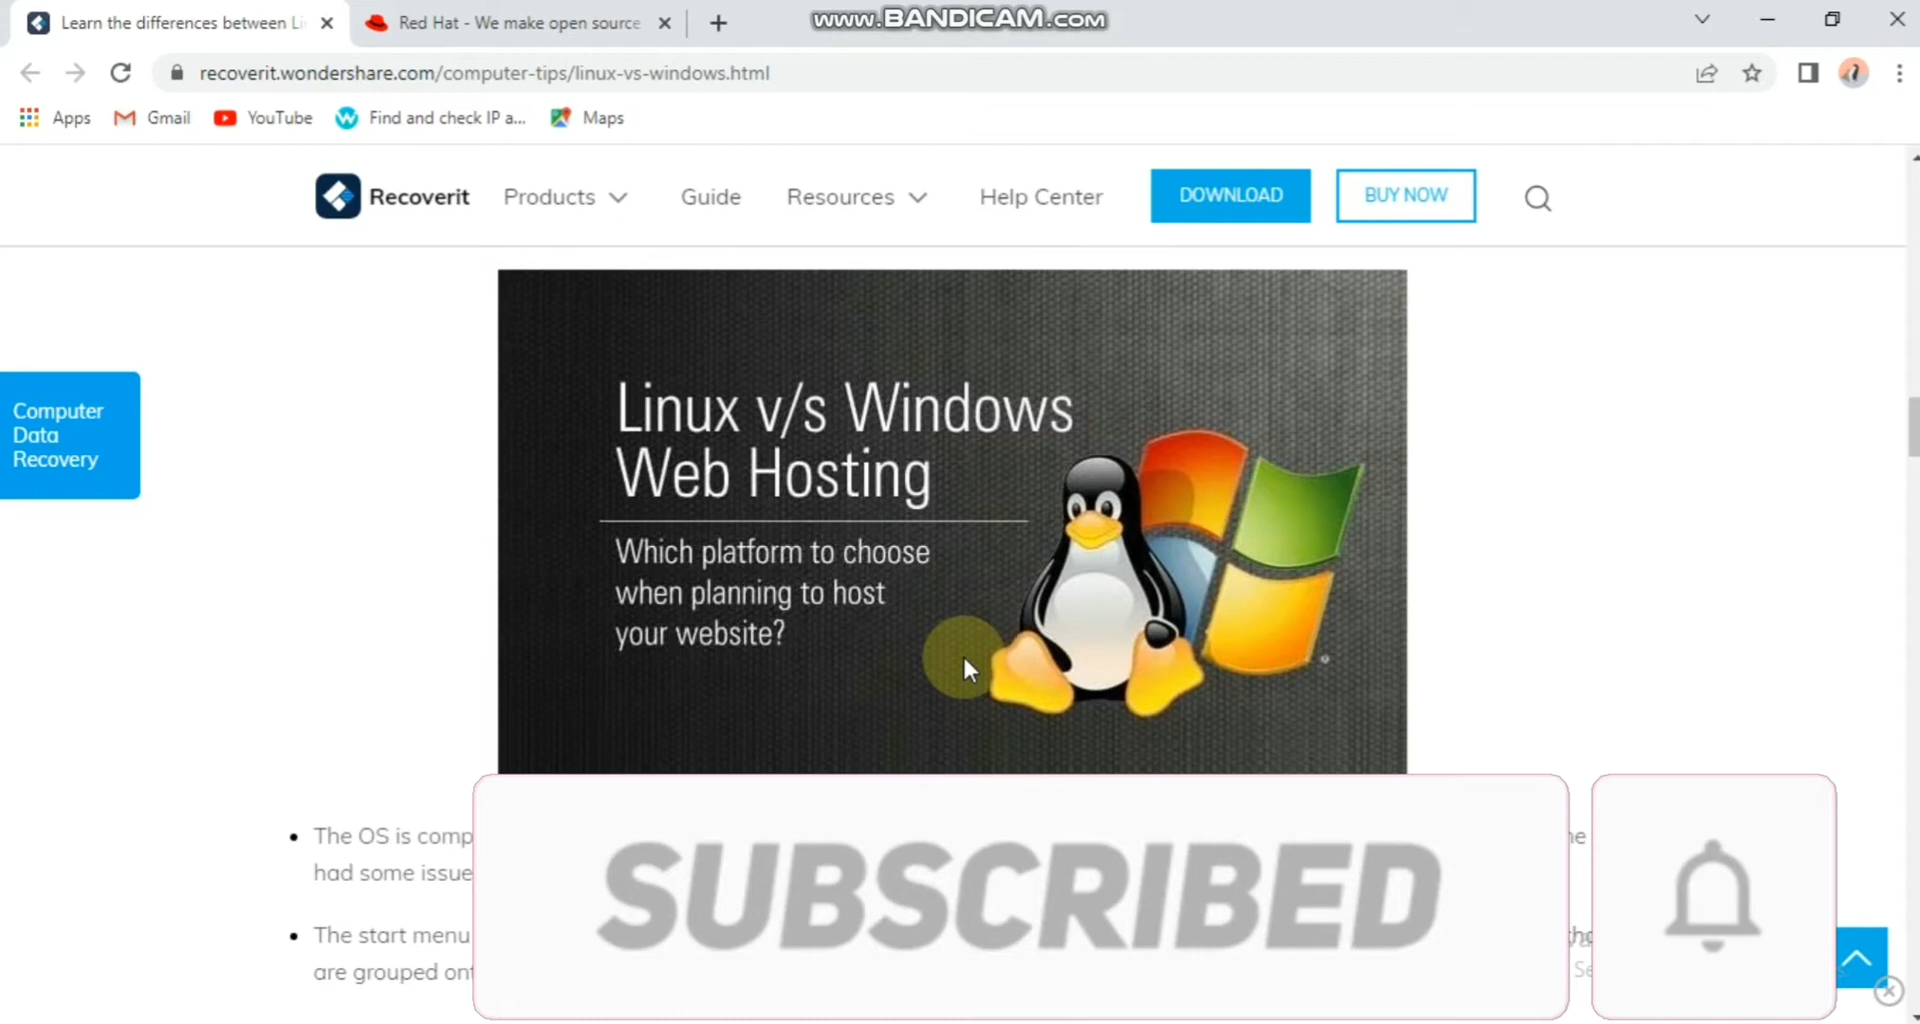 Learn the differences between Li
Red Hat - We make open source
www.BANDICAM.com
recoverit.wondershare.com/computer-tips/linux-vs-windows.html
Apps
Gmail
YouTube
Find and check IP a...
Maps
Recoverit
Products
Guide
Resources
Help Center
DOWNLOAD
BUY NOW
Computer
Data
Recovery
Linux v/s Windows
Web Hosting
Which platform to choose
when planning to host
your website?
The OS is comp
had some issue
The start menu
are grouped ont
SUBSCRIBED